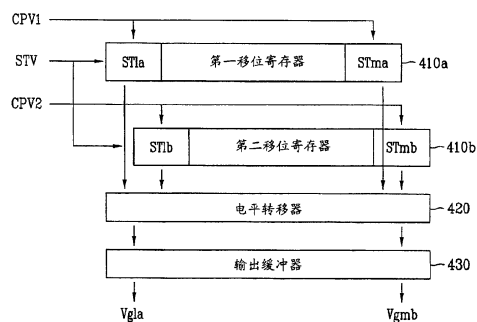 CPV1
STV
STla 第一移位寄存器 STma 410a
CPV2
STlb 第二移位寄存器 STmb 410b
电平转移器 420
输出缓冲器 430
Vgla Vgmb